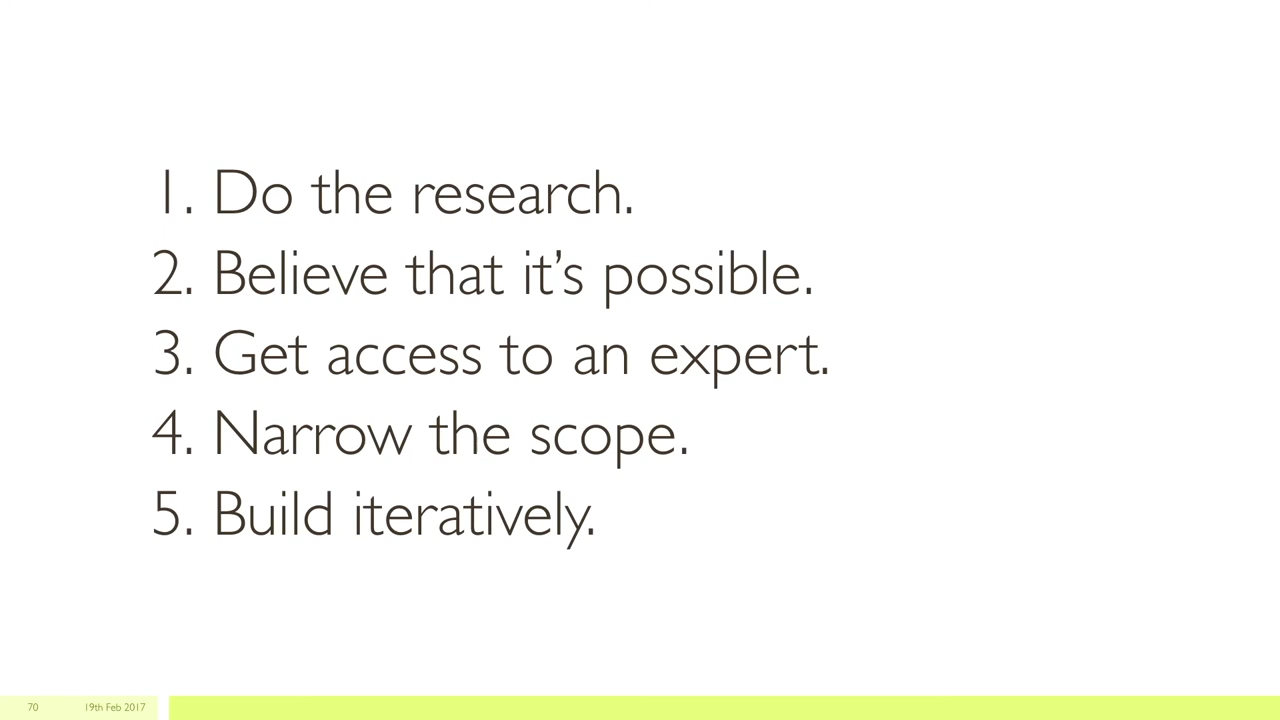 1. Do the research.
2. Believe that it’s possible.
3. Get access to an expert.
4. Narrow the scope.
5. Build iteratively.
70 19th Feb 2017